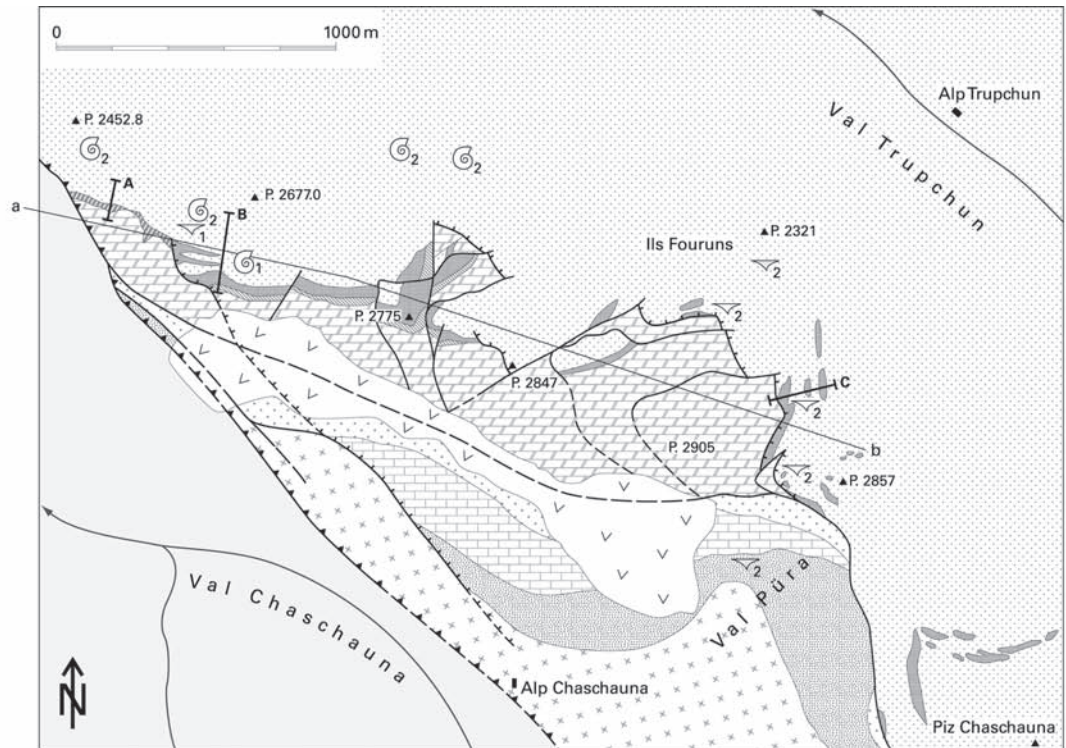 0 1000 m
Alp Trupchun
Val Trupchun
P. 2452.8
2
2
2
A
P. 2677.0
a
2
B
1
P. 2321
Ils Fouruns
1
2
P. 2775
2
P. 2847
C
2
b
P. 2905
2
P. 2857
2
Val Püra
Val Chaschauna
N
Alp Chaschauna
Piz Chaschauna